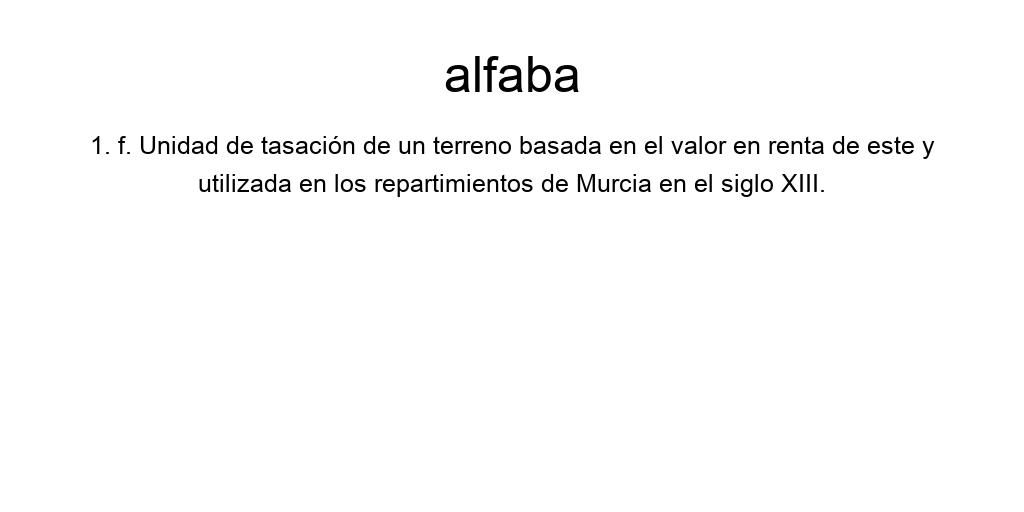 alfaba
1. f. Unidad de tasación de un terreno basada en el valor en renta de este y
utilizada en los repartimientos de Murcia en el siglo XIII.